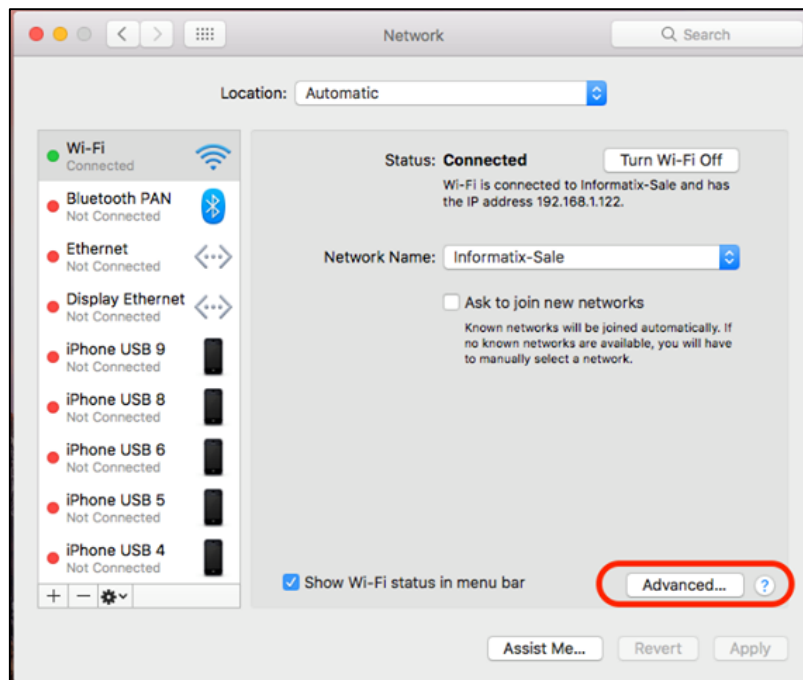 Network
Search
Location: Automatic
Wi-Fi
Connected
Bluetooth PAN
Not Connected
Ethernet
Not Connected
Display Ethernet
Not Connected
iPhone USB 9
Not Connected
iPhone USB 8
Not Connected
iPhone USB 6
Not Connected
iPhone USB 5
Not Connected
iPhone USB 4
Not Connected
Status: Connected Turn Wi-Fi Off
Wi-Fi is connected to Informatix-Sale and has
the IP address 192.168.1.122.
Network Name: Informatix-Sale
Ask to join new networks
Known networks will be joined automatically. If
no known networks are available, you will have
to manually select a network.
Show Wi-Fi status in menu bar
Advanced... ?
Assist Me... Revert Apply